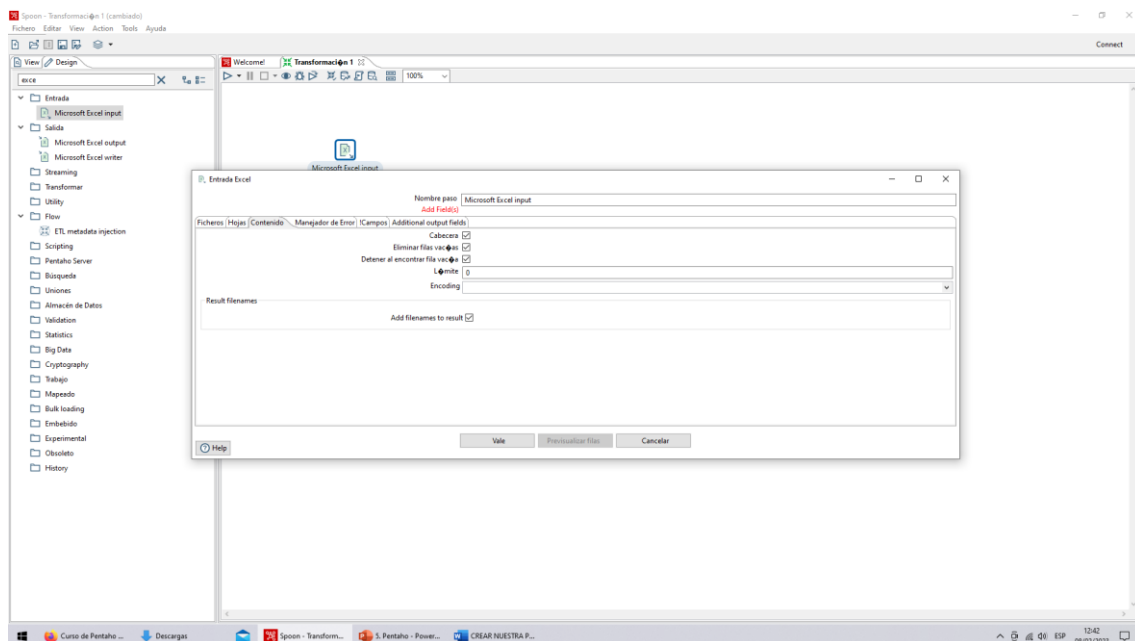 Spoon - Transformaci�n 1 (cambiado)
Fichero Editar View Action Tools Ayuda
Connect
View Design
Welcome! Transformaci�n 1
exce
100%
Entrada
Microsoft Excel input
Salida
Microsoft Excel output
Microsoft Excel writer
Streaming
Transformar
Utility
Flow
ETL metadata injection
Scripting
Pentaho Server
Búsqueda
Uniones
Almacén de Datos
Validation
Statistics
Big Data
Cryptography
Trabajo
Mapeado
Bulk loading
Embebido
Experimental
Obsoleto
History
Microsoft Excel input
Entrada Excel
Nombre paso Microsoft Excel input
Add Field(s)
Ficheros Hojas Contenido Manejador de Error !Campos Additional output fields
Cabecera
Eliminar filas vac�as
Detener al encontrar fila vac�a
L�mite 0
Encoding
Result filenames
Add filenames to result
Help
Vale Previsualizar filas Cancelar
Curso de Pentaho ... Descargas Spoon - Transform... 5. Pentaho - Power... CREAR NUESTRA P... ESP 12:42